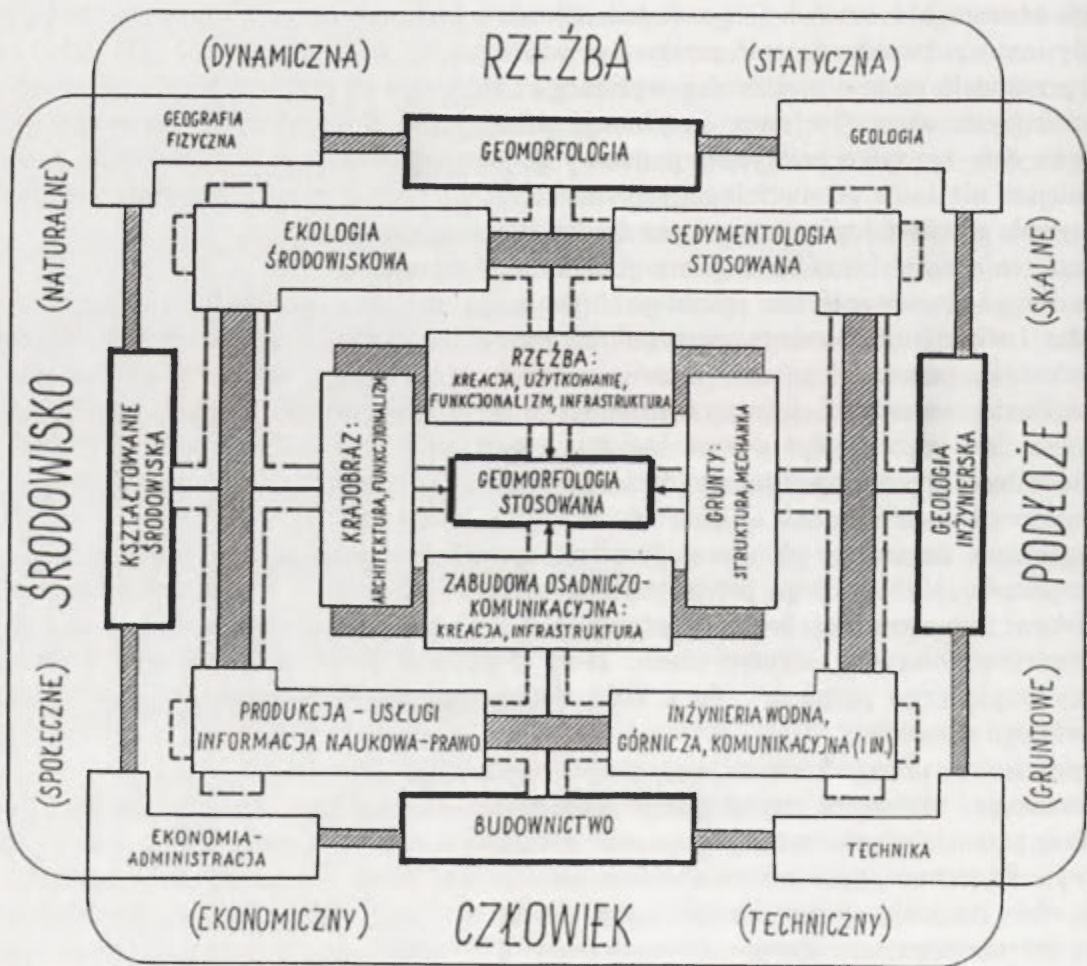 (DYNAMICZNA)
RZEŹBA
(STATYCZNA)
GEOGRAFIA
FIZYCZNA
GEOMORFOLOGIA
GEOLOGIA
(NATURALNE)
(SKALNE)
EKOLOGIA
ŚRODOWISKOWA
SEDYMENTOLOGIA
STOSOWANA
RZEŹBA:
KREACJA, UŻYTKOWANIE,
FUNKCJONALIZM, INFRASTRUKTURA
ŚRODOWISKO
KSZTAŁTOWANIE
ŚRODOWISKA
KRAJOBRAZ:
ARCHITEKTURA, FUNKCJONALIZM
GEOMORFOLOGIA
STOSOWANA
GRUNTY:
STRUKTURA, MECHANIKA
GEOLOGIA
INŻYNIERSKA
PODŁOŻE
ZABUDOWA OSADNICZO-
KOMUNIKACYJNA:
KREACJA, INFRASTRUKTURA
(SPOŁECZNE)
(GRUNTOWE)
PRODUKCJA - USŁUGI
INFORMACJA NAUKOWA-PRAWO
INŻYNIERIA WODNA,
GÓRNICZA, KOMUNIKACYJNA (I IN.)
EKONOMIA-
ADMINISTRACJA
BUDOWNICTWO
TECHNIKA
(EKONOMICZNY)
CZŁOWIEK
(TECHNICZNY)